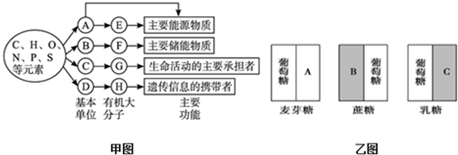 C、H、O、
N、P、S
等元素
A E 主要能源物质
B F 主要储能物质
C G 生命活动的主要承担者
D H 遗传信息的携带者
基本 有机大 主要
单位 分子 功能
甲图
葡萄糖 A
B 葡萄糖
葡萄糖 C
麦芽糖 蔗糖 乳糖
乙图